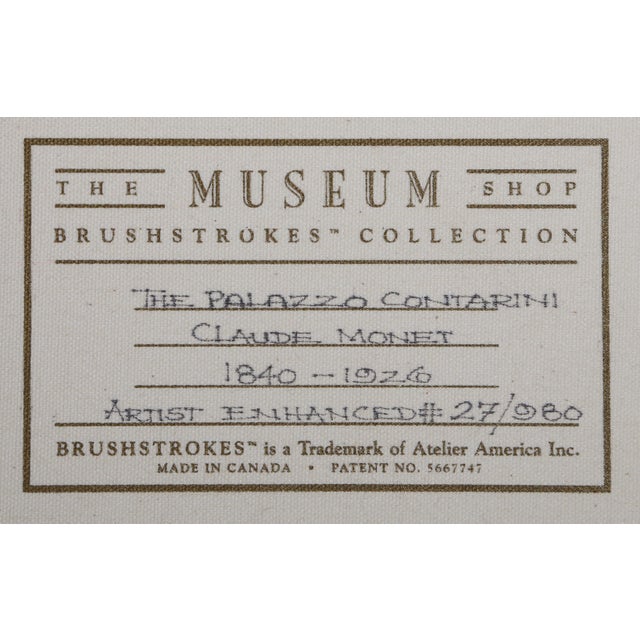 THE MUSEUM SHOP
BRUSHSTROKES™ COLLECTION
THE PALAZZO CONTARINI
CLAUDE MONET
1840 - 1926
ARTIST ENHANCED # 27/980
BRUSHSTROKES™ is a Trademark of Atelier America Inc.
MADE IN CANADA • PATENT NO. 5667747